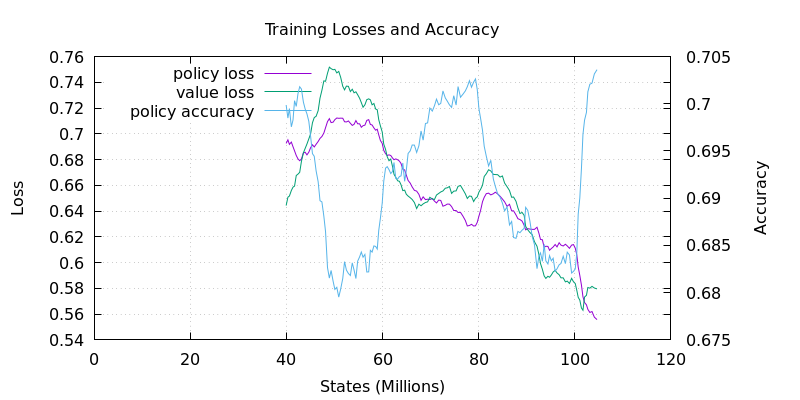 Training Losses and Accuracy
policy loss
value loss
policy accuracy
Loss
0.76
0.74
0.72
0.7
0.68
0.66
0.64
0.62
0.6
0.58
0.56
0.54
0.705
0.7
0.695
0.69
0.685
0.68
0.675
Accuracy
0 20 40 60 80 100 120
States (Millions)